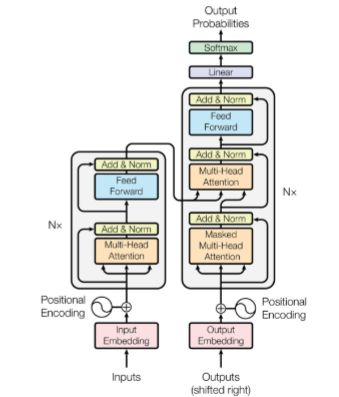 Output
Probabilities
Softmax
Linear
Add & Norm
Feed
Forward
Add & Norm
Multi-Head
Attention
Add & Norm
Masked
Multi-Head
Attention
Nx
Add & Norm
Feed
Forward
Add & Norm
Multi-Head
Attention
Nx
Positional
Encoding
Positional
Encoding
Input
Embedding
Output
Embedding
Inputs
Outputs
(shifted right)